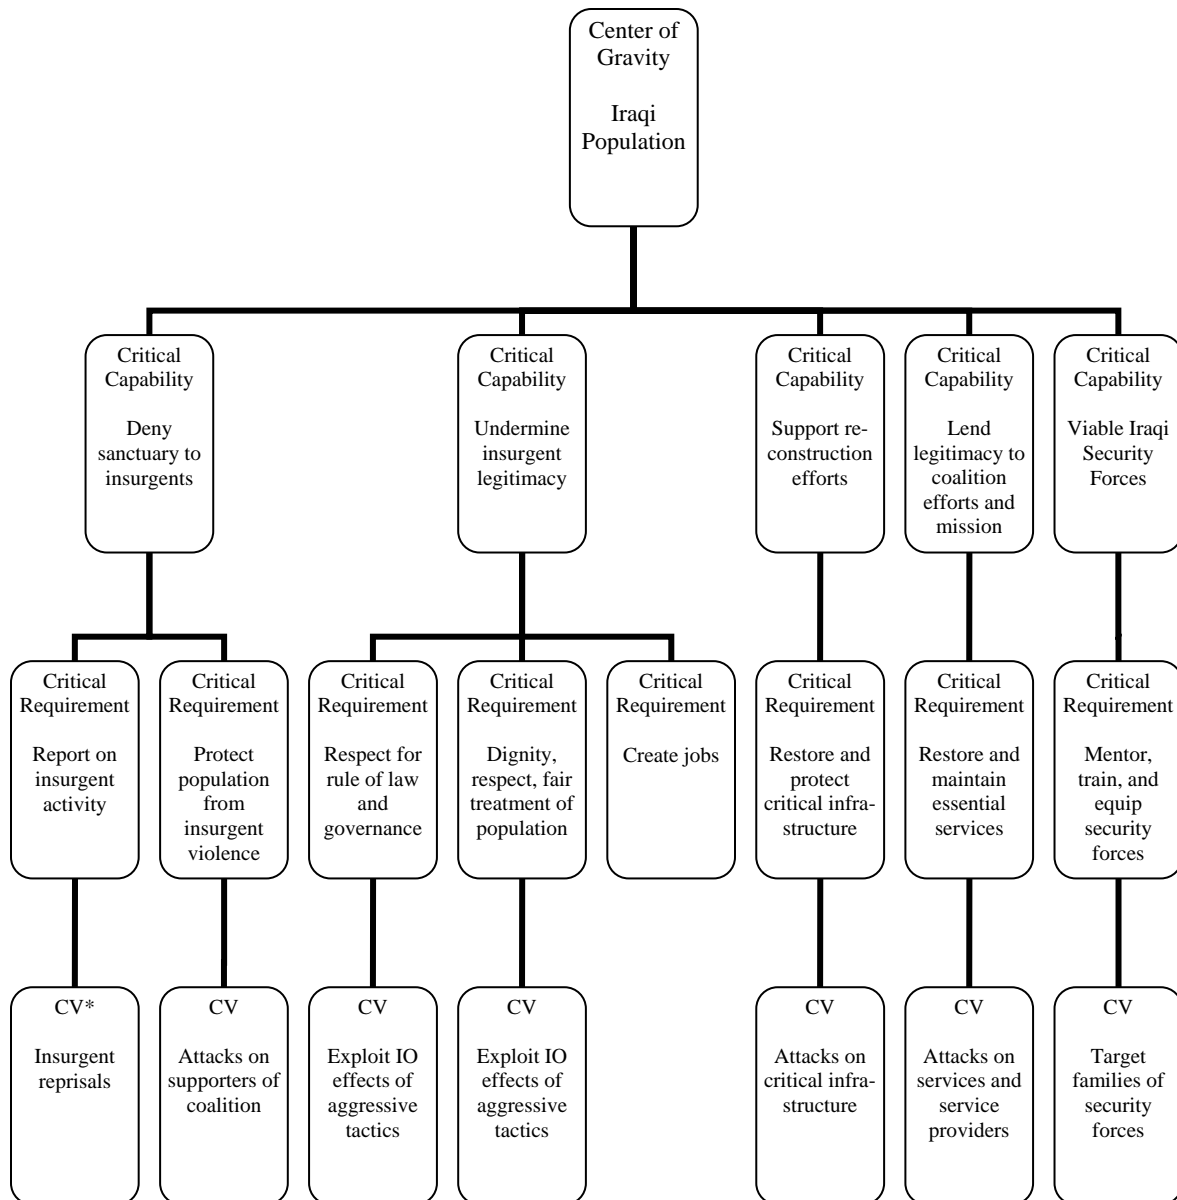 Center of
Gravity
Iraqi
Population
Critical
Capability
Deny
sanctuary to
insurgents
Critical
Capability
Undermine
insurgent
legitimacy
Critical
Capability
Support re-
construction
efforts
Critical
Capability
Lend
legitimacy to
coalition
efforts and
mission
Critical
Capability
Viable Iraqi
Security
Forces
Critical
Requirement
Report on
insurgent
activity
Critical
Requirement
Protect
population
from
insurgent
violence
Critical
Requirement
Respect for
rule of law
and
governance
Critical
Requirement
Dignity,
respect, fair
treatment of
population
Critical
Requirement
Create jobs
Critical
Requirement
Restore and
protect
critical infra-
structure
Critical
Requirement
Restore and
maintain
essential
services
Critical
Requirement
Mentor,
train, and
equip
security
forces
CV*
Insurgent
reprisals
CV
Attacks on
supporters of
coalition
CV
Exploit IO
effects of
aggressive
tactics
CV
Exploit IO
effects of
aggressive
tactics
CV
Attacks on
critical infra-
structure
CV
Attacks on
services and
service
providers
CV
Target
families of
security
forces